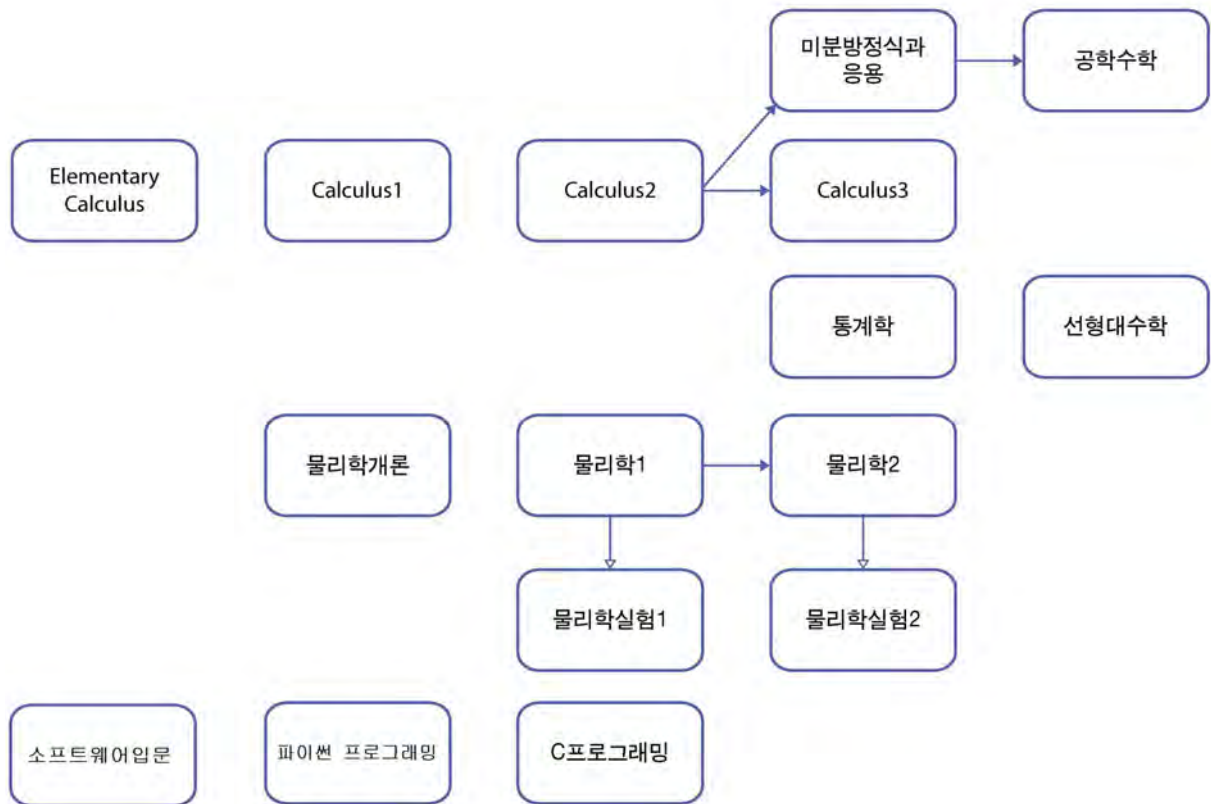 미분방정식과
응용
공학수학
Elementary
Calculus
Calculus1
Calculus2
Calculus3
통계학
선형대수학
물리학개론
물리학1
물리학2
물리학실험1
물리학실험2
소프트웨어입문
파이썬 프로그래밍
C프로그래밍